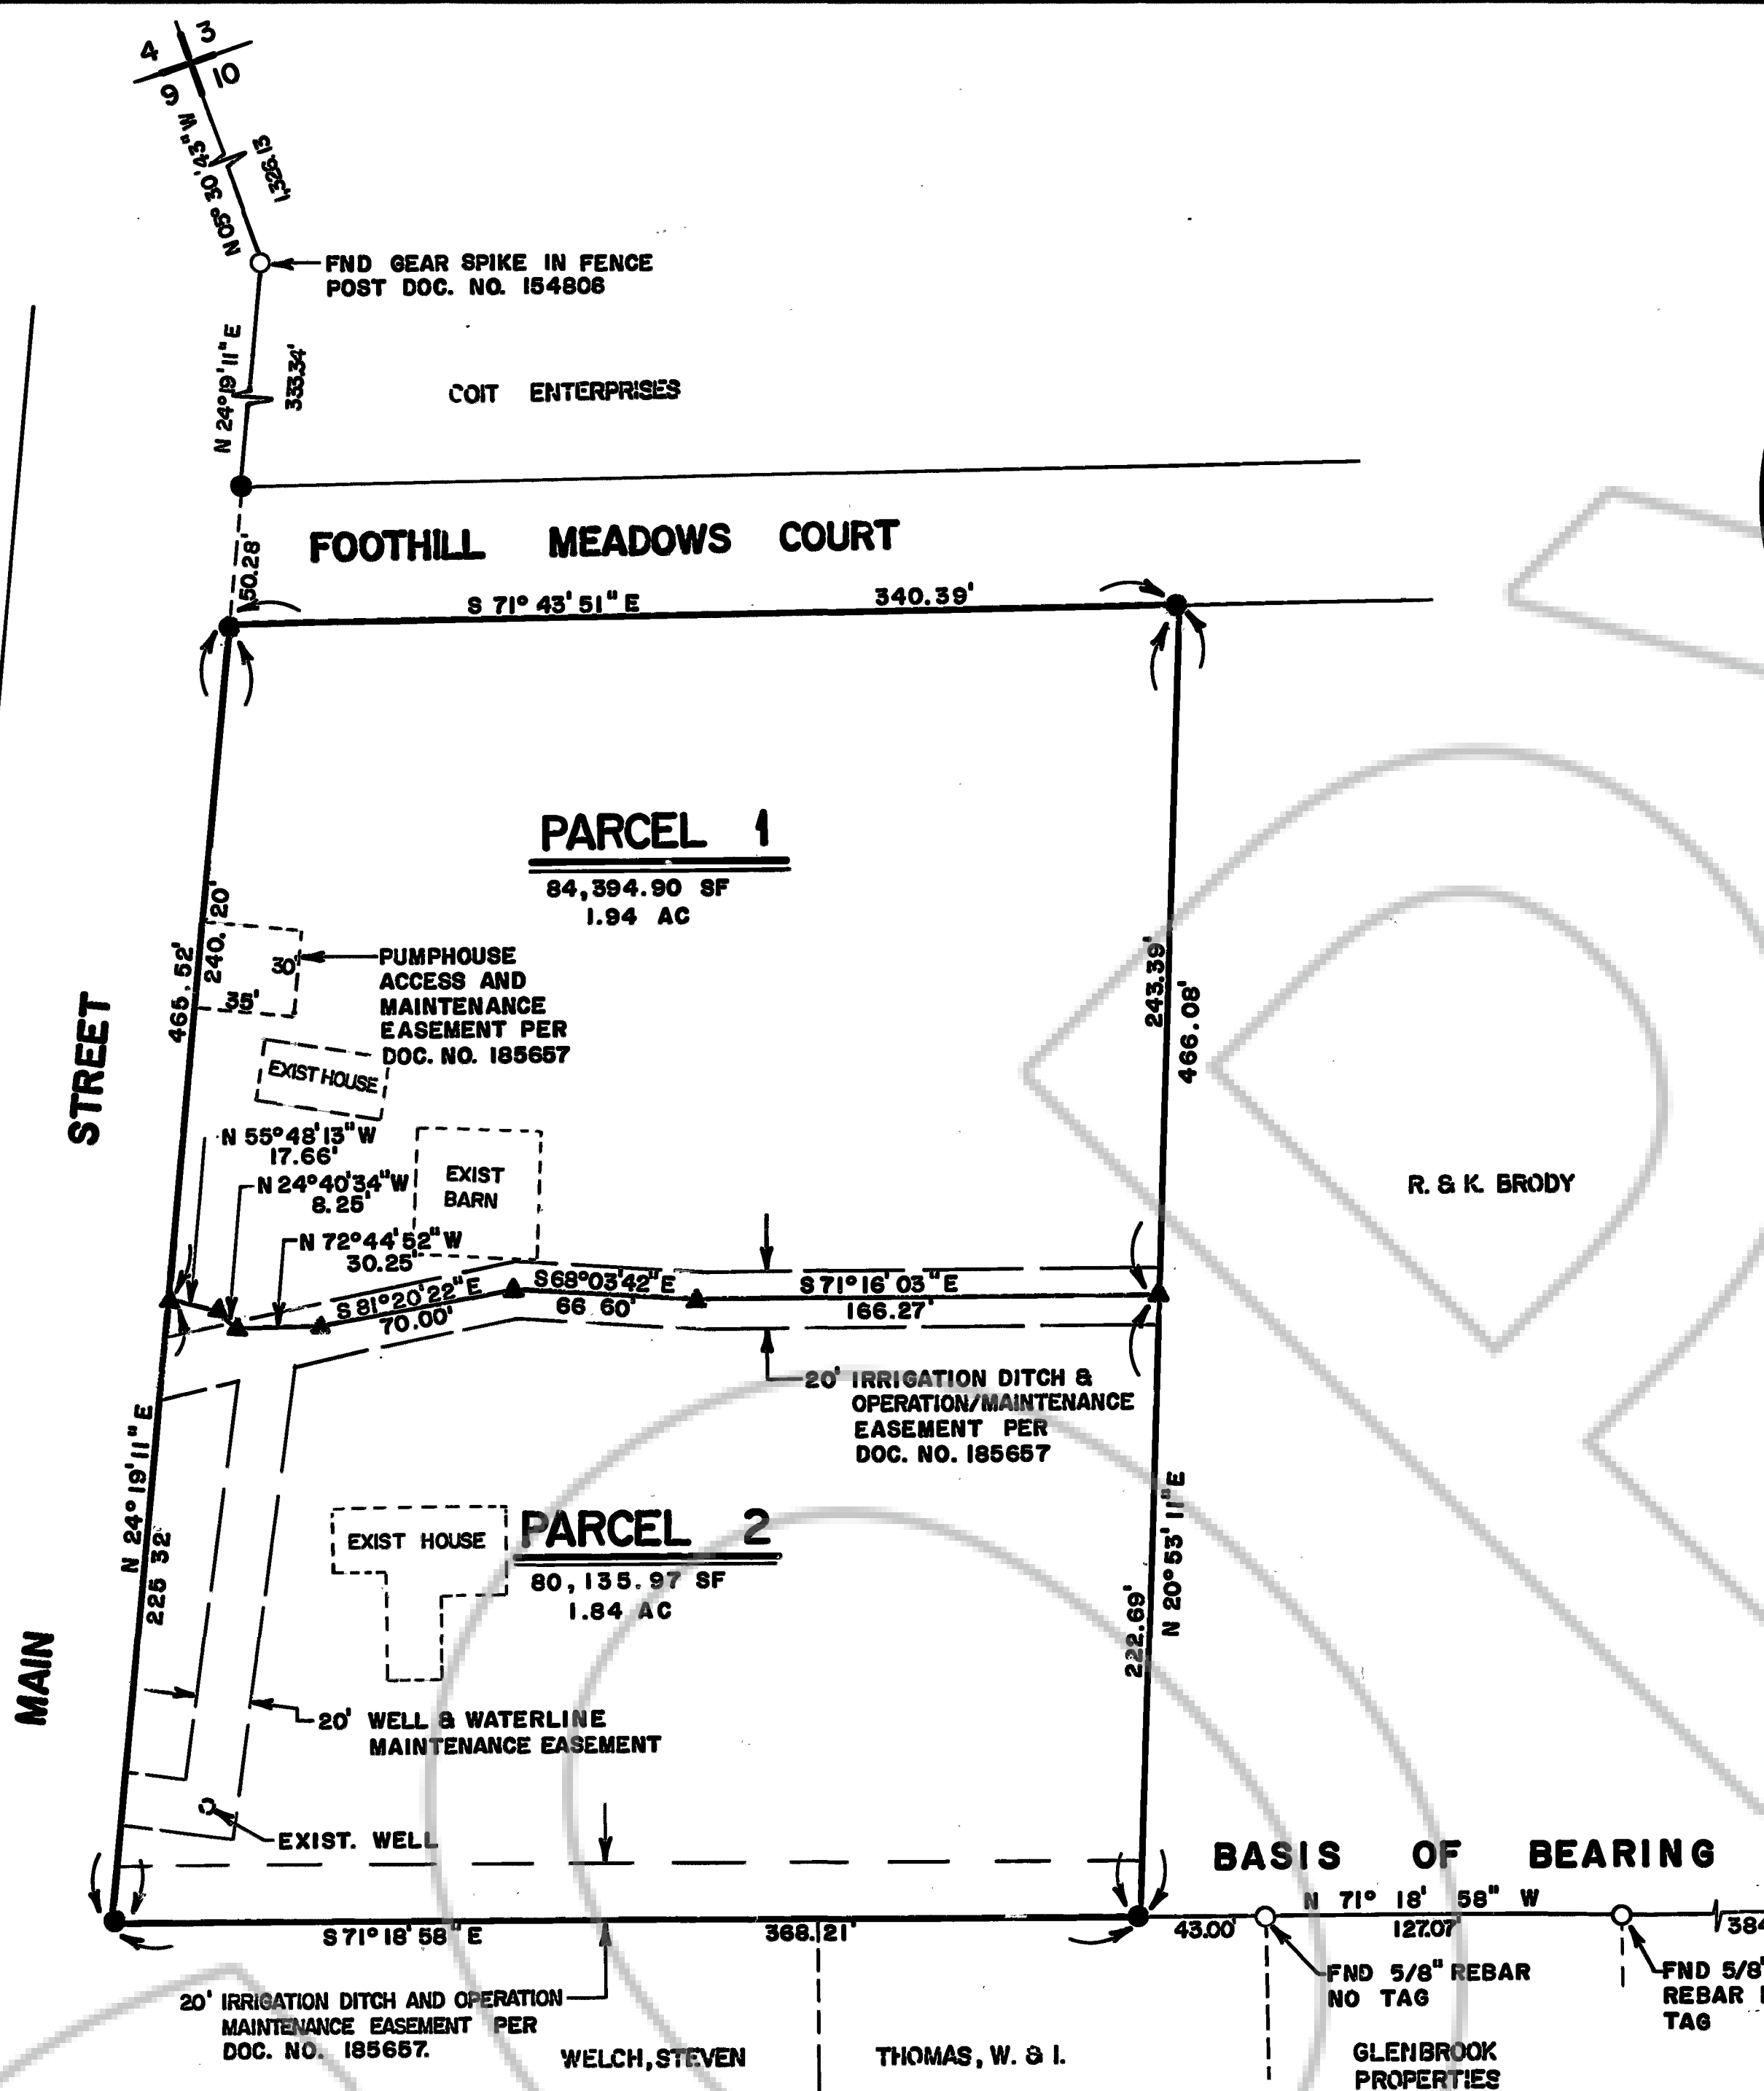 4 3
9 10
N 05° 30' 43" W
1,326.13
FND GEAR SPIKE IN FENCE
POST DOC. NO. 154806
N 24°19'11" E
333.34'
COIT ENTERPRISES
50.28'
FOOTHILL MEADOWS COURT
S 71° 43' 51" E 340.39'
PARCEL 1
84,394.90 SF
1.94 AC
465.52'
240.20'
30'
35'
PUMPHOUSE
ACCESS AND
MAINTENANCE
EASEMENT PER
DOC. NO. 185657
243.39'
466.08'
STREET
EXIST HOUSE
N 55°48'13" W
17.66'
N 24°40'34" W
8.25'
N 72°44'52" W
30.25'
EXIST
BARN
R. & K. BRODY
S 81°20'22" E
70.00'
S 68°03'42" E
66 60'
S 71°16'03" E
166.27'
20' IRRIGATION DITCH &
OPERATION/MAINTENANCE
EASEMENT PER
DOC. NO. 185657
N 24°19'11" E
225 32
EXIST HOUSE
PARCEL 2
80,135.97 SF
1.84 AC
222.69'
N 20°53'11" E
MAIN
20' WELL & WATERLINE
MAINTENANCE EASEMENT
EXIST. WELL
BASIS OF BEARING
N 71° 18' 58" W
S 71°18'58" E
368.21'
43.00'
127.07'
384
FND 5/8" REBAR
NO TAG
FND 5/8"
REBAR
TAG
20' IRRIGATION DITCH AND OPERATION
MAINTENANCE EASEMENT PER
DOC. NO. 185657.
WELCH, STEVEN
THOMAS, W. & I.
GLENBROOK
PROPERTIES